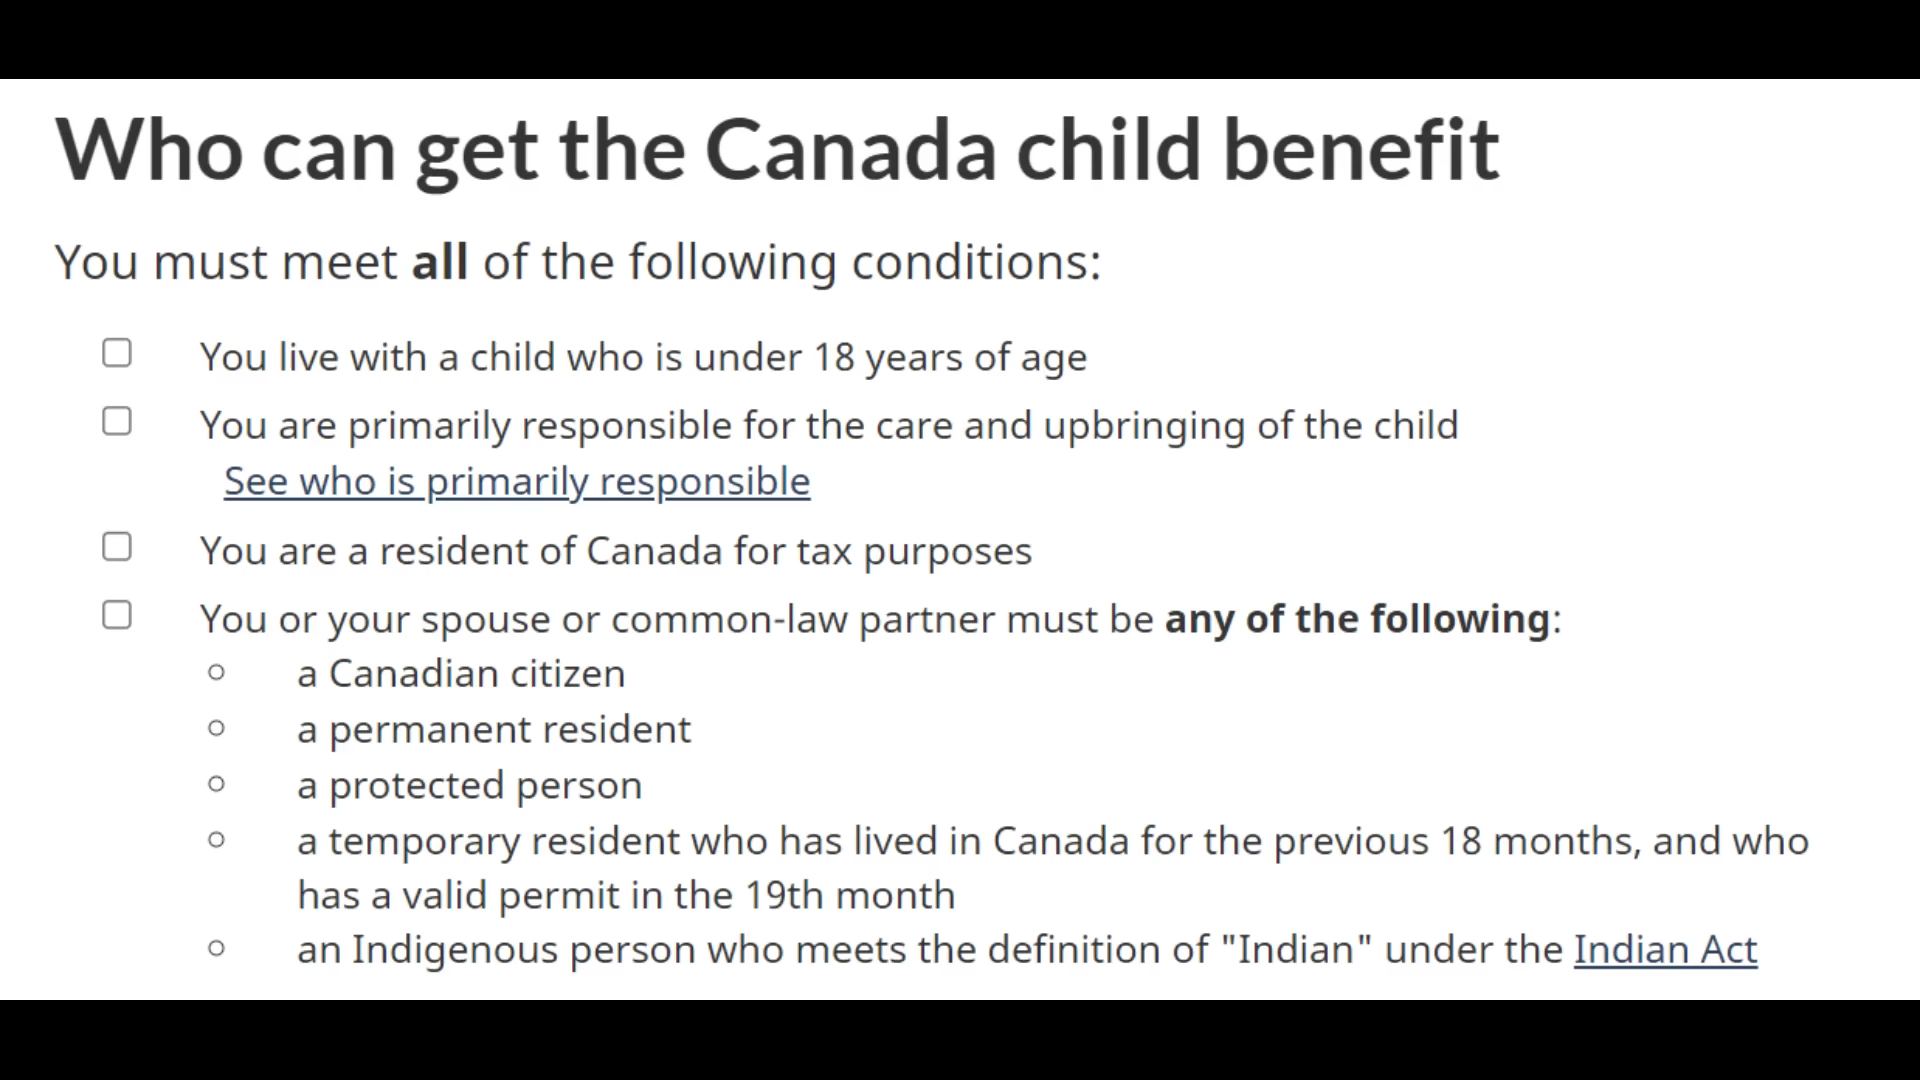 Who can get the Canada child benefit
You must meet all of the following conditions:
You live with a child who is under 18 years of age
You are primarily responsible for the care and upbringing of the child
See who is primarily responsible
You are a resident of Canada for tax purposes
You or your spouse or common-law partner must be any of the following:
a Canadian citizen
a permanent resident
a protected person
a temporary resident who has lived in Canada for the previous 18 months, and who
has a valid permit in the 19th month
an Indigenous person who meets the definition of "Indian" under the Indian Act